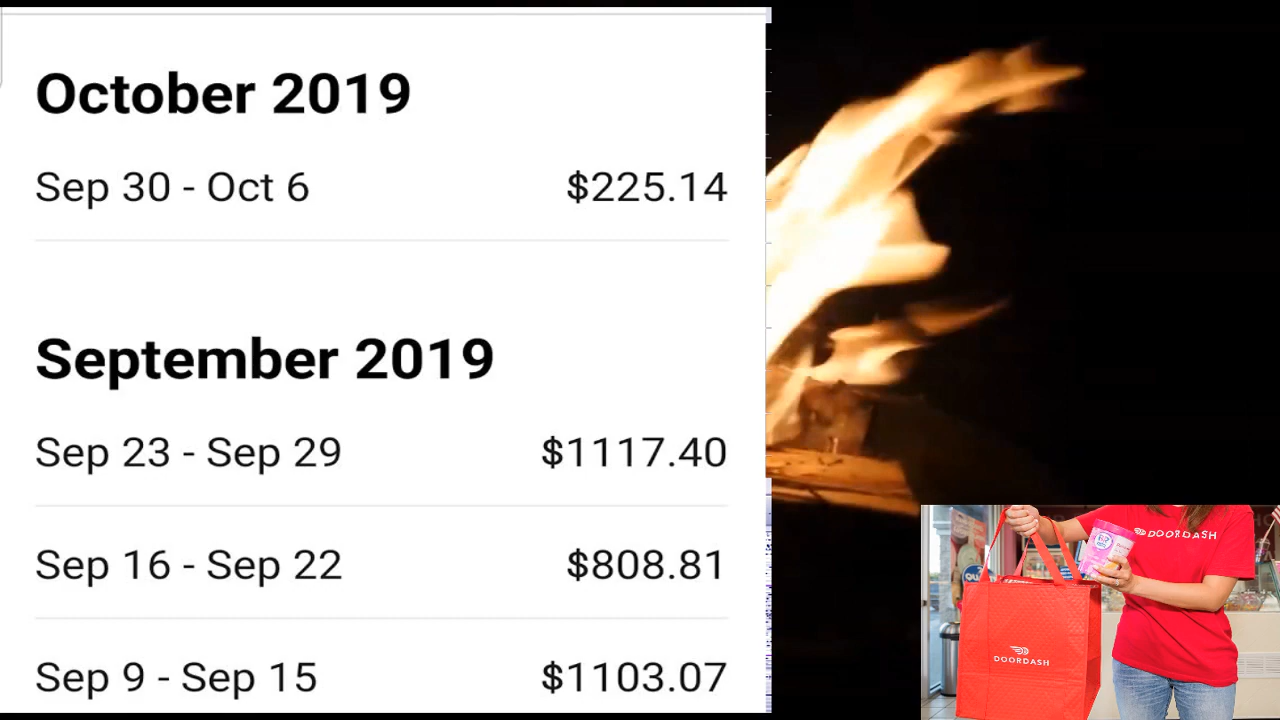 October 2019
Sep 30 - Oct 6 $225.14
September 2019
Sep 23 - Sep 29 $1117.40
Sep 16 - Sep 22 $808.81
Sep 9 - Sep 15 $1103.07
DOORDASH
DOORDASH